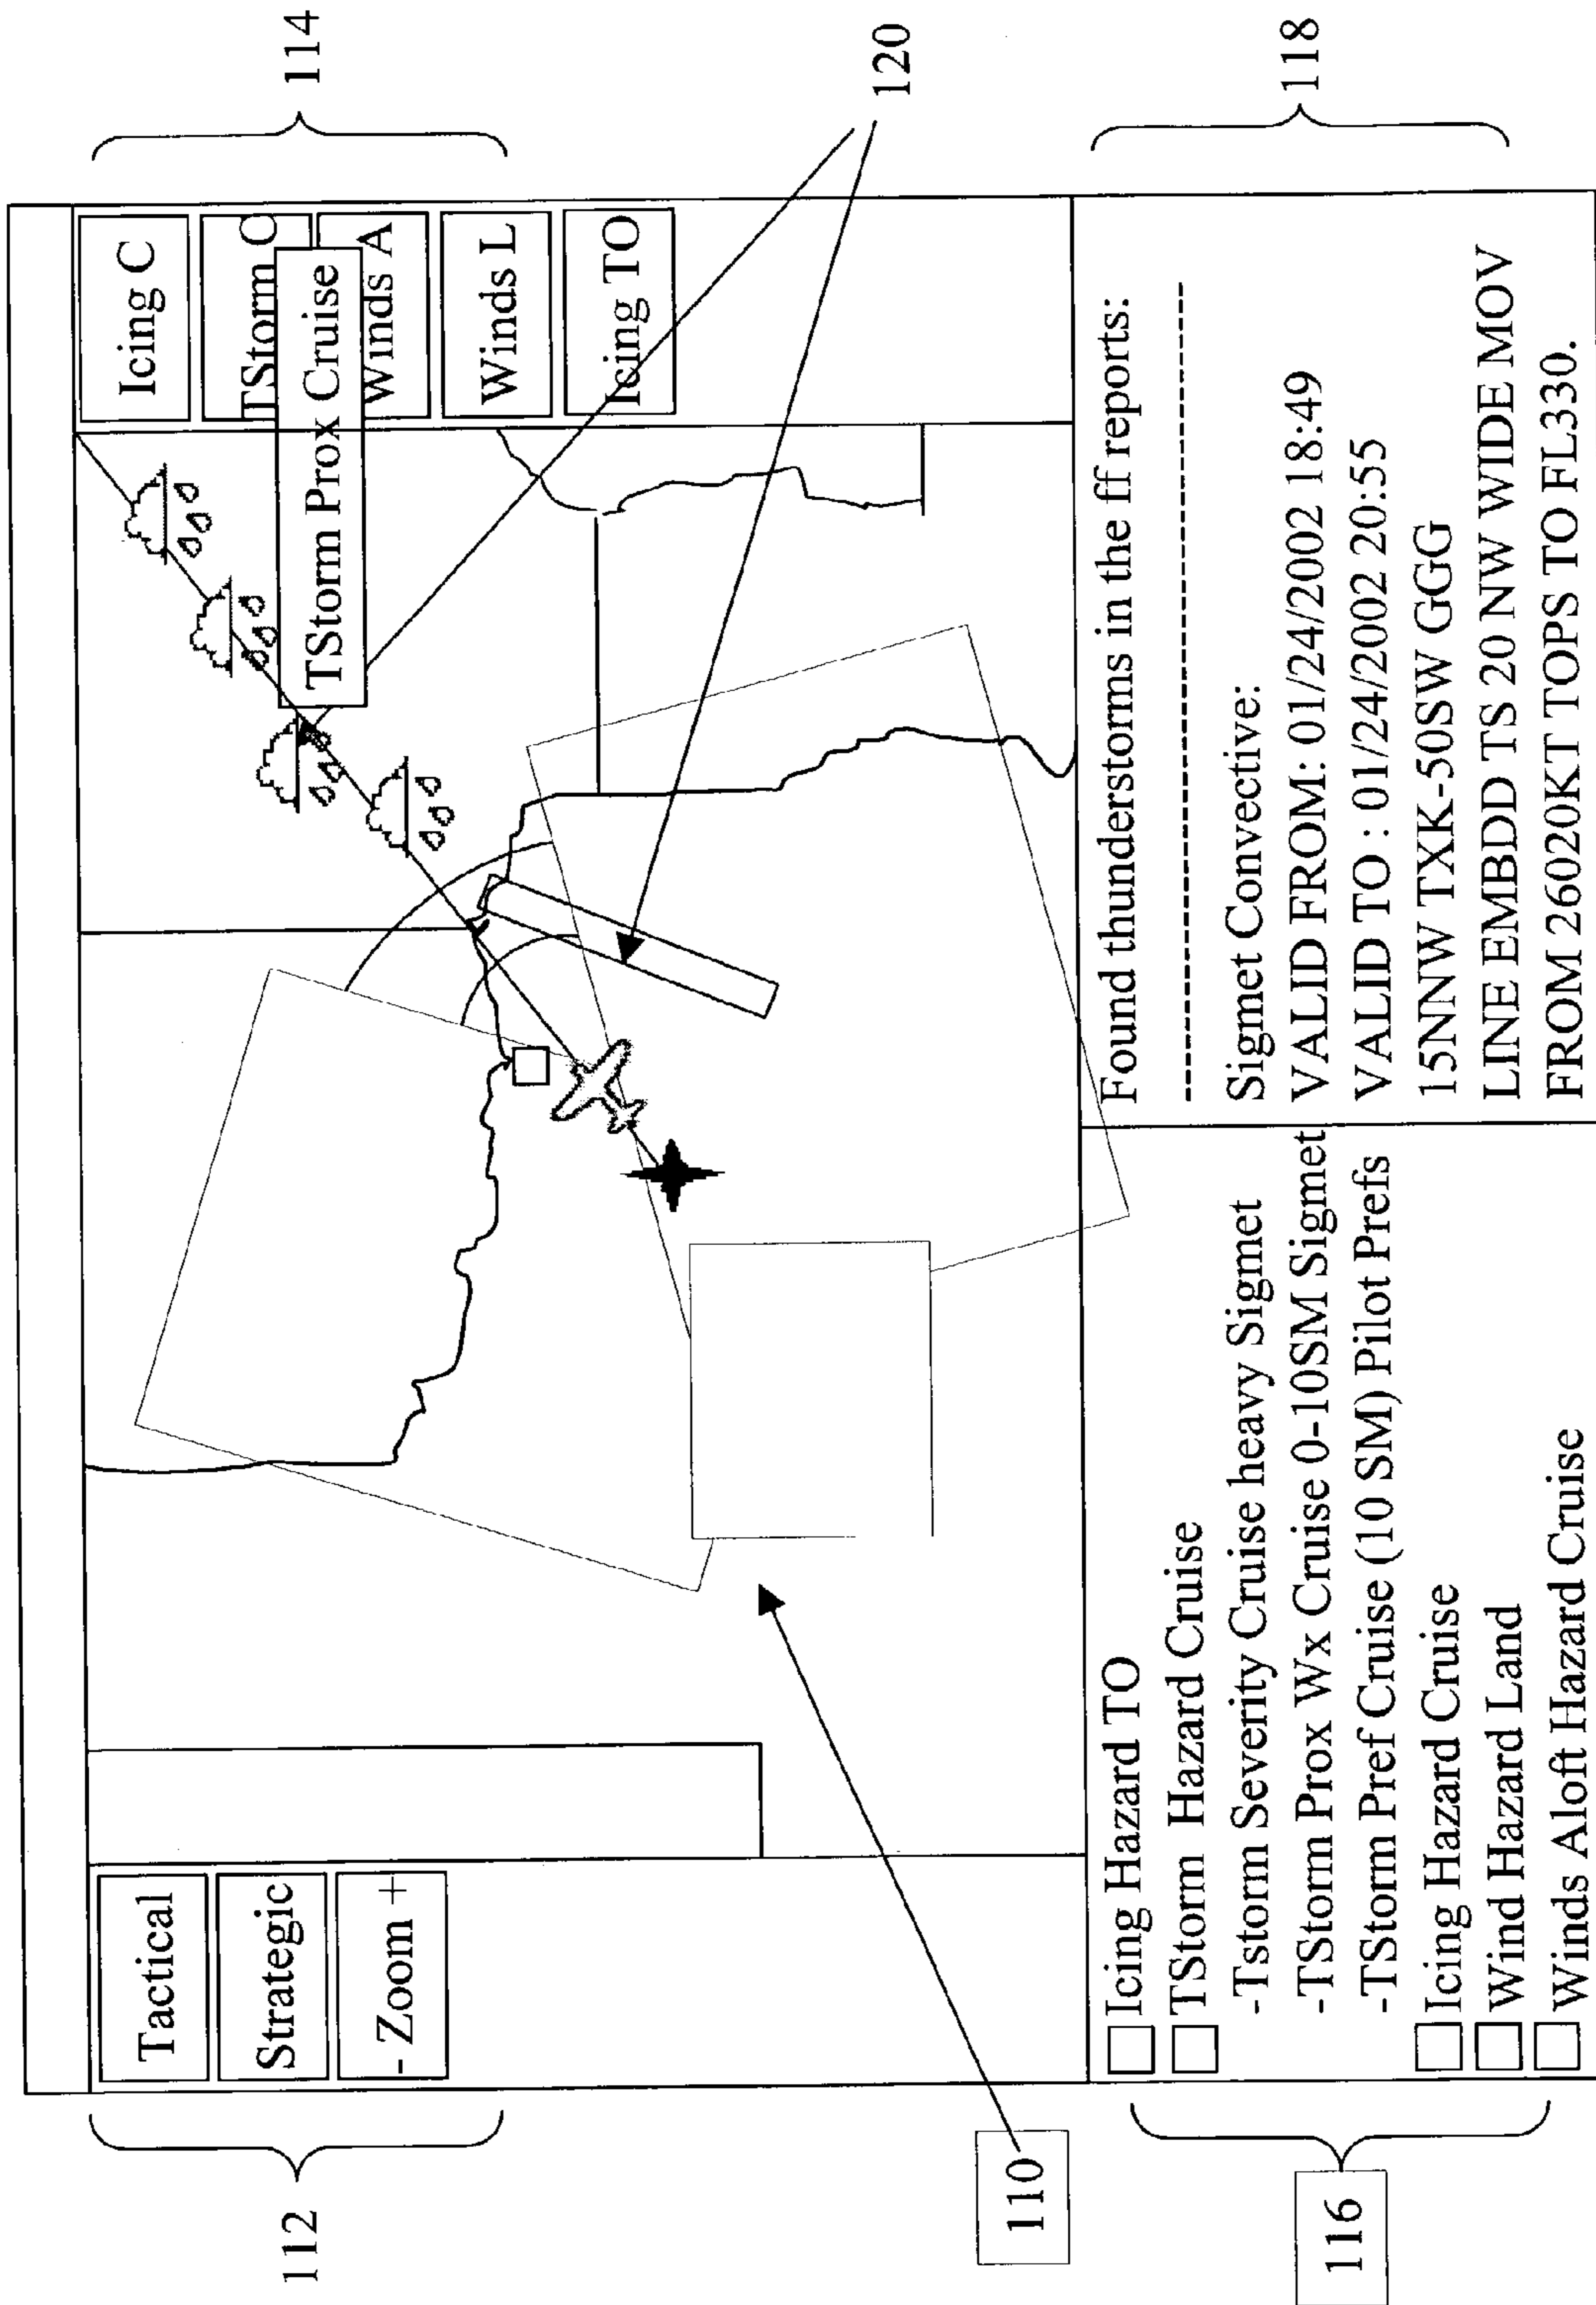 112
114
120
110
116
118
Tactical
Strategic
- Zoom +
Icing C
TStorm C
TStorm Prox Cruise
Winds A
Winds L
Icing TO
Icing Hazard TO
TStorm Hazard Cruise
-Tstorm Severity Cruise heavy Sigmet
-TStorm Prox Wx Cruise 0-10SM Sigmet
-TStorm Pref Cruise (10 SM) Pilot Prefs
Icing Hazard Cruise
Wind Hazard Land
Winds Aloft Hazard Cruise
Found thunderstorms in the ff reports:
--------------------------------
Sigmet Convective:
VALID FROM: 01/24/2002 18:49
VALID TO : 01/24/2002 20:55
15NNW TXK-50SW GGG
LINE EMBDD TS 20 NW WIDE MOV
FROM 26020KT TOPS TO FL330.